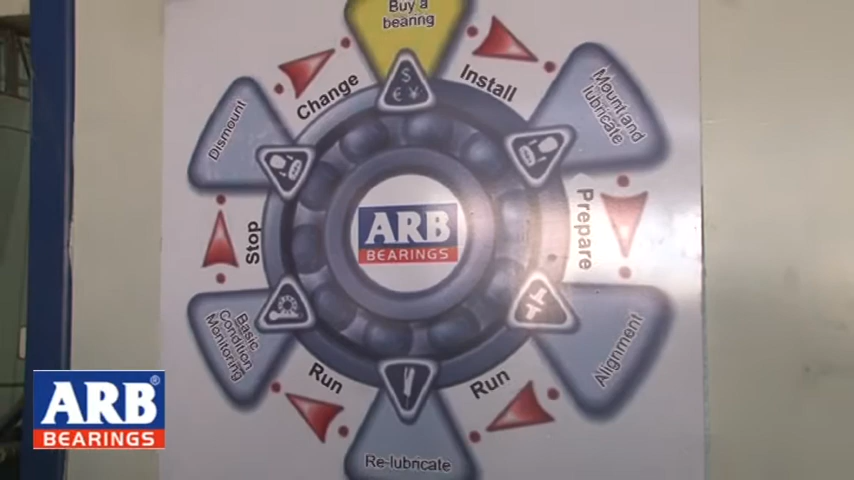 Buy a
bearing
$
€ ¥
Install
Mount and
lubricate
Prepare
Alignment
Run
Re-lubricate
Run
Basic
Condition
Monitoring
Stop
Dismount
Change
ARB
BEARINGS
ARB®
BEARINGS